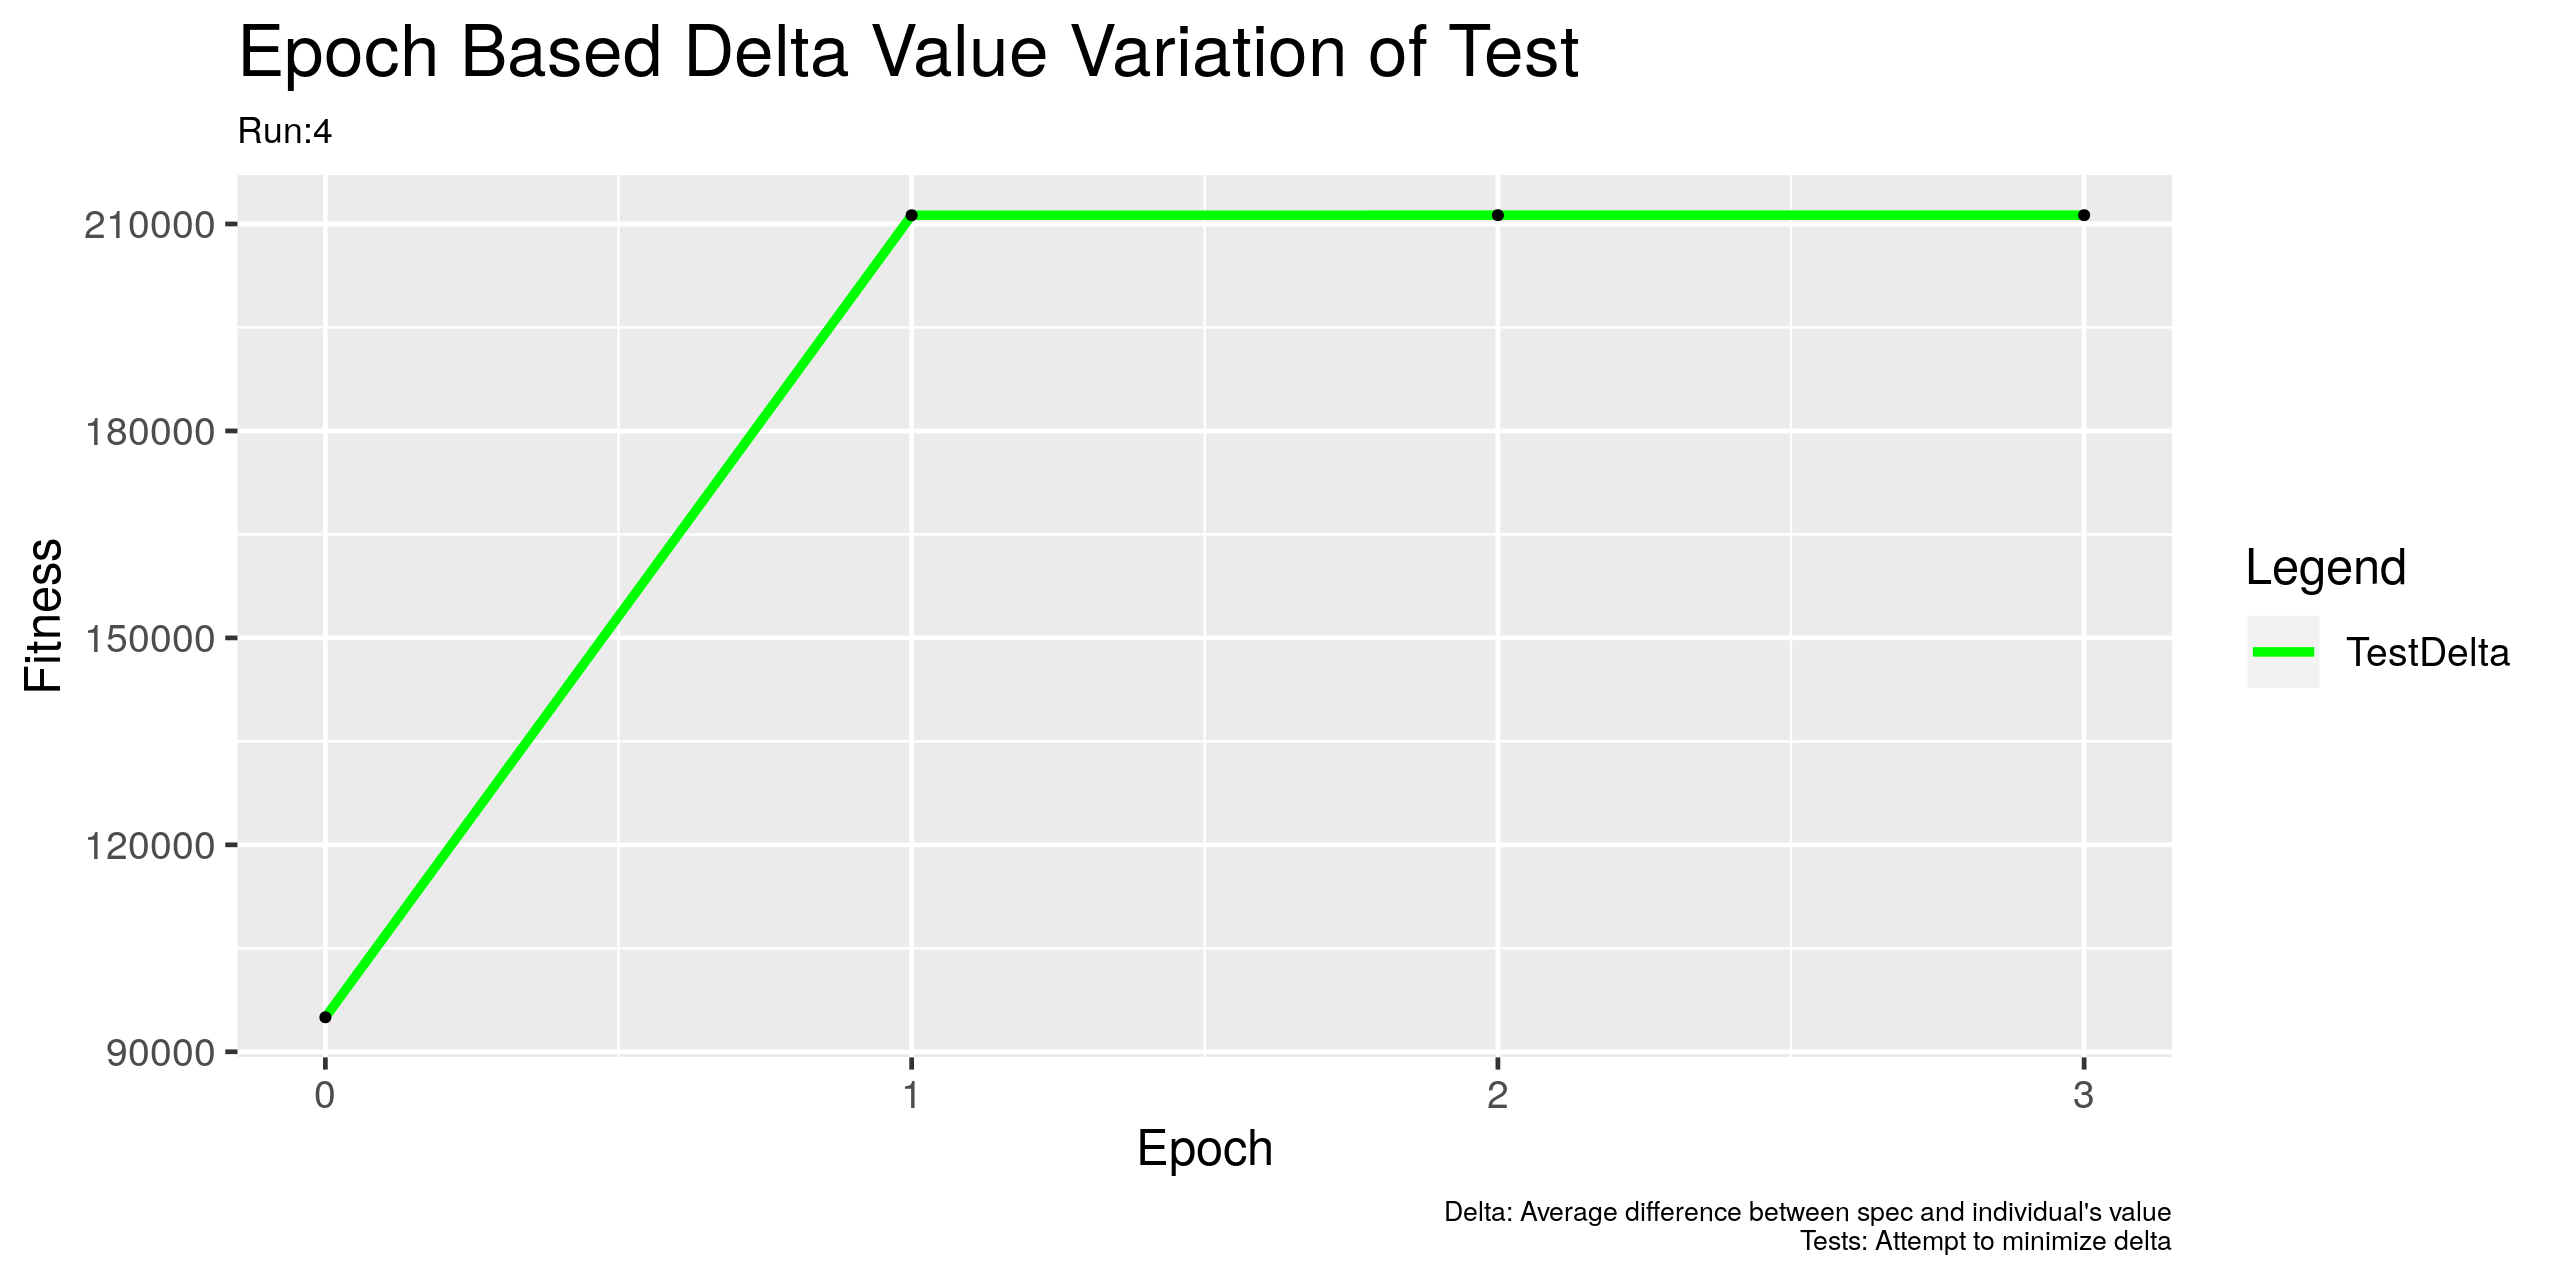 Epoch Based Delta Value Variation of Test
Run:4
210000
180000
150000
120000
90000
Fitness
0
1
2
3
Epoch
Legend
TestDelta
Delta: Average difference between spec and individual's value
Tests: Attempt to minimize delta